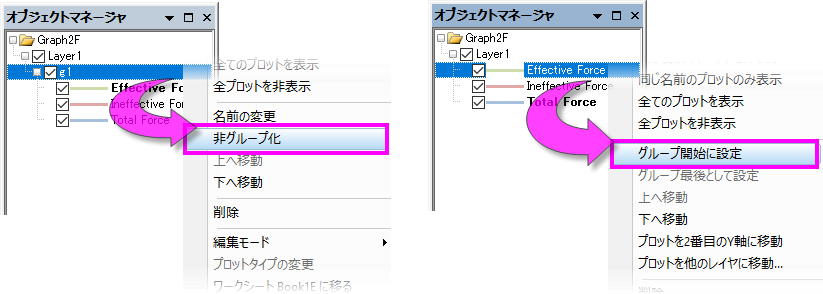 オブジェクトマネージャ
Graph2F
Layer1
g1
Effective Force
Ineffective For
Total Force
全てのプロットを表示
全プロットを非表示
名前の変更
非グループ化
上へ移動
下へ移動
削除
編集モード
プロットタイプの変更
ワークシート Book1Eに移る
オブジェクトマネージャ
Graph2F
Layer1
Effective Force
Ineffective Force
Total Force
同じ名前のプロットのみ表示
全てのプロットを表示
全プロットを非表示
グループ開始に設定
グループ最後として設定
上へ移動
下へ移動
プロットを2番目のY軸に移動
プロットを他のレイヤに移動...
削除